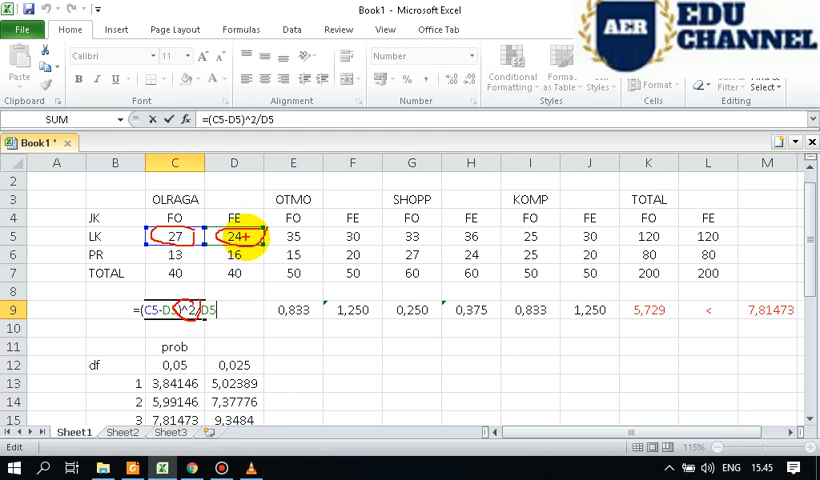 Book1 - Microsoft Excel
AER
EDU
CHANNEL
File Home Insert Page Layout Formulas Data Review View Office Tab
Paste
Calibri 11
Number
Clipboard Font Alignment Number Styles Cells Editing
Conditional Formatting
Format as Table
Cell Styles
Format
Select
SUM =(C5-D5)^2/D5
Book1 *
A B C D E F G H I J K L M
2
3 OLRAGA OTMO SHOPP KOMP TOTAL
4 JK FO FE FO FE FO FE FO FE FO FE
5 LK 27 24+ 35 30 33 36 25 30 120 120
6 PR 13 16 15 20 27 24 25 20 80 80
7 TOTAL 40 40 50 50 60 60 50 50 200 200
8
9 =(C5-D5)^2/D5 0,833 1,250 0,250 0,375 0,833 1,250 5,729 < 7,81473
10
11 prob
12 df 0,05 0,025
13 1 3,84146 5,02389
14 2 5,99146 7,37776
15 3 7,81473 9,3484
Sheet1 Sheet2 Sheet3
Edit 115%
ENG 15.45